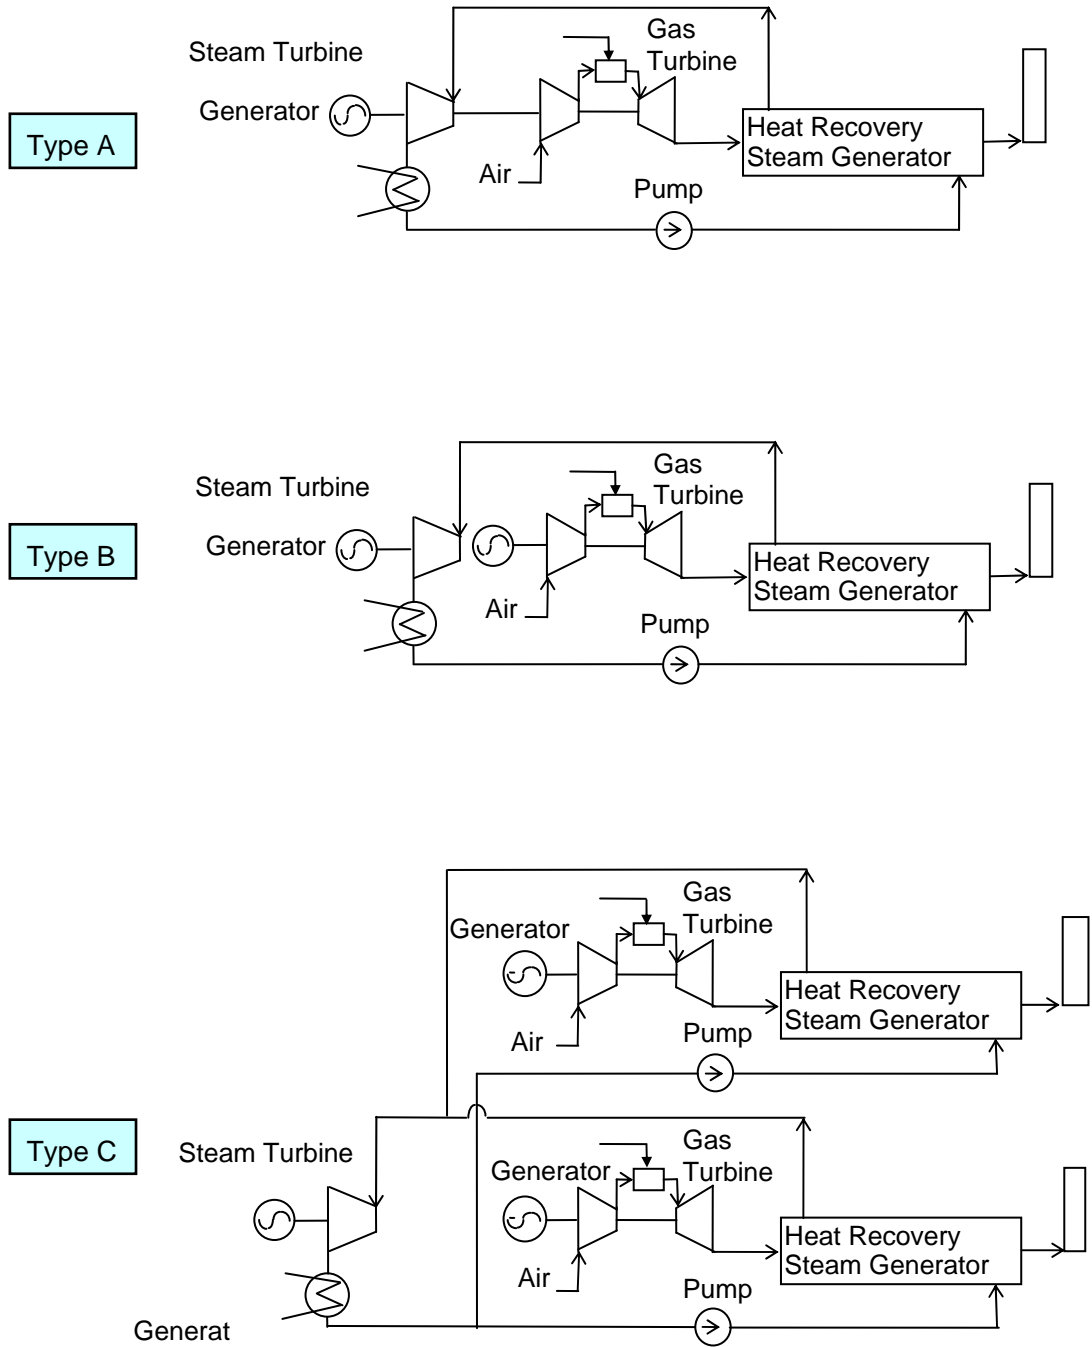 Steam Turbine
Gas
Turbine
Generator
Type A
Heat Recovery
Steam Generator
Air
Pump
Steam Turbine
Gas
Turbine
Generator
Type B
Heat Recovery
Steam Generator
Air
Pump
Gas
Turbine
Generator
Heat Recovery
Steam Generator
Air
Pump
Type C
Steam Turbine
Gas
Turbine
Generator
Heat Recovery
Steam Generator
Air
Pump
Generat